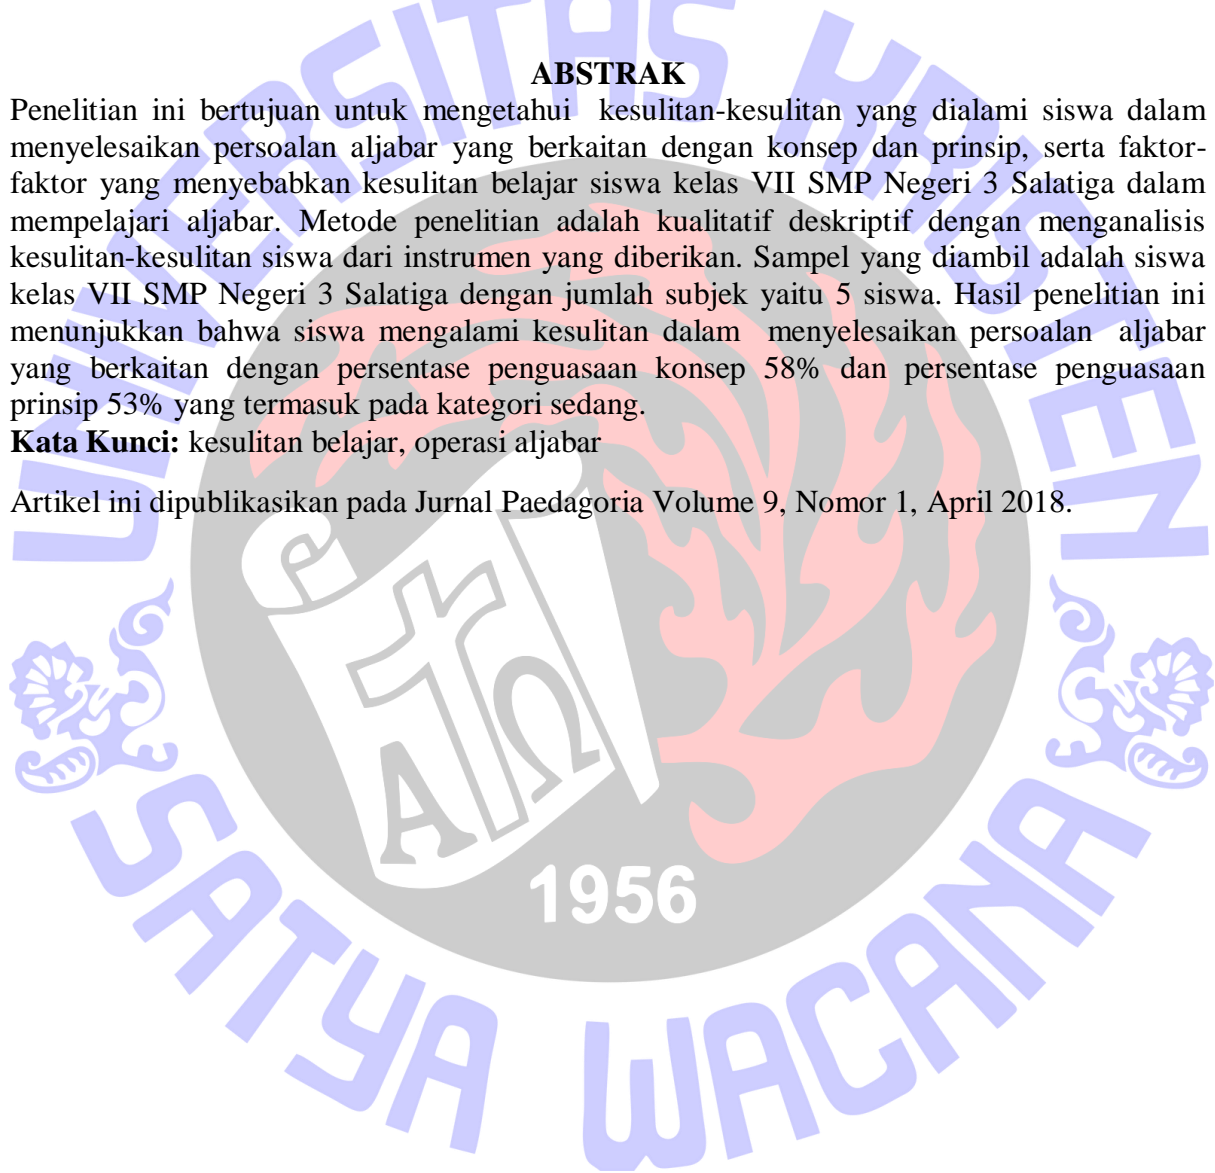 ABSTRAK
Penelitian ini bertujuan untuk mengetahui kesulitan-kesulitan yang dialami siswa dalam
menyelesaikan persoalan aljabar yang berkaitan dengan konsep dan prinsip, serta faktor-
faktor yang menyebabkan kesulitan belajar siswa kelas VII SMP Negeri 3 Salatiga dalam
mempelajari aljabar. Metode penelitian adalah kualitatif deskriptif dengan menganalisis
kesulitan-kesulitan siswa dari instrumen yang diberikan. Sampel yang diambil adalah siswa
kelas VII SMP Negeri 3 Salatiga dengan jumlah subjek yaitu 5 siswa. Hasil penelitian ini
menunjukkan bahwa siswa mengalami kesulitan dalam menyelesaikan persoalan aljabar
yang berkaitan dengan persentase penguasaan konsep 58% dan persentase penguasaan
prinsip 53% yang termasuk pada kategori sedang.
Kata Kunci: kesulitan belajar, operasi aljabar
Artikel ini dipublikasikan pada Jurnal Paedagoria Volume 9, Nomor 1, April 2018.
UNIVERSITAS KRISTEN
A Ω
1956
SATYA WACANA